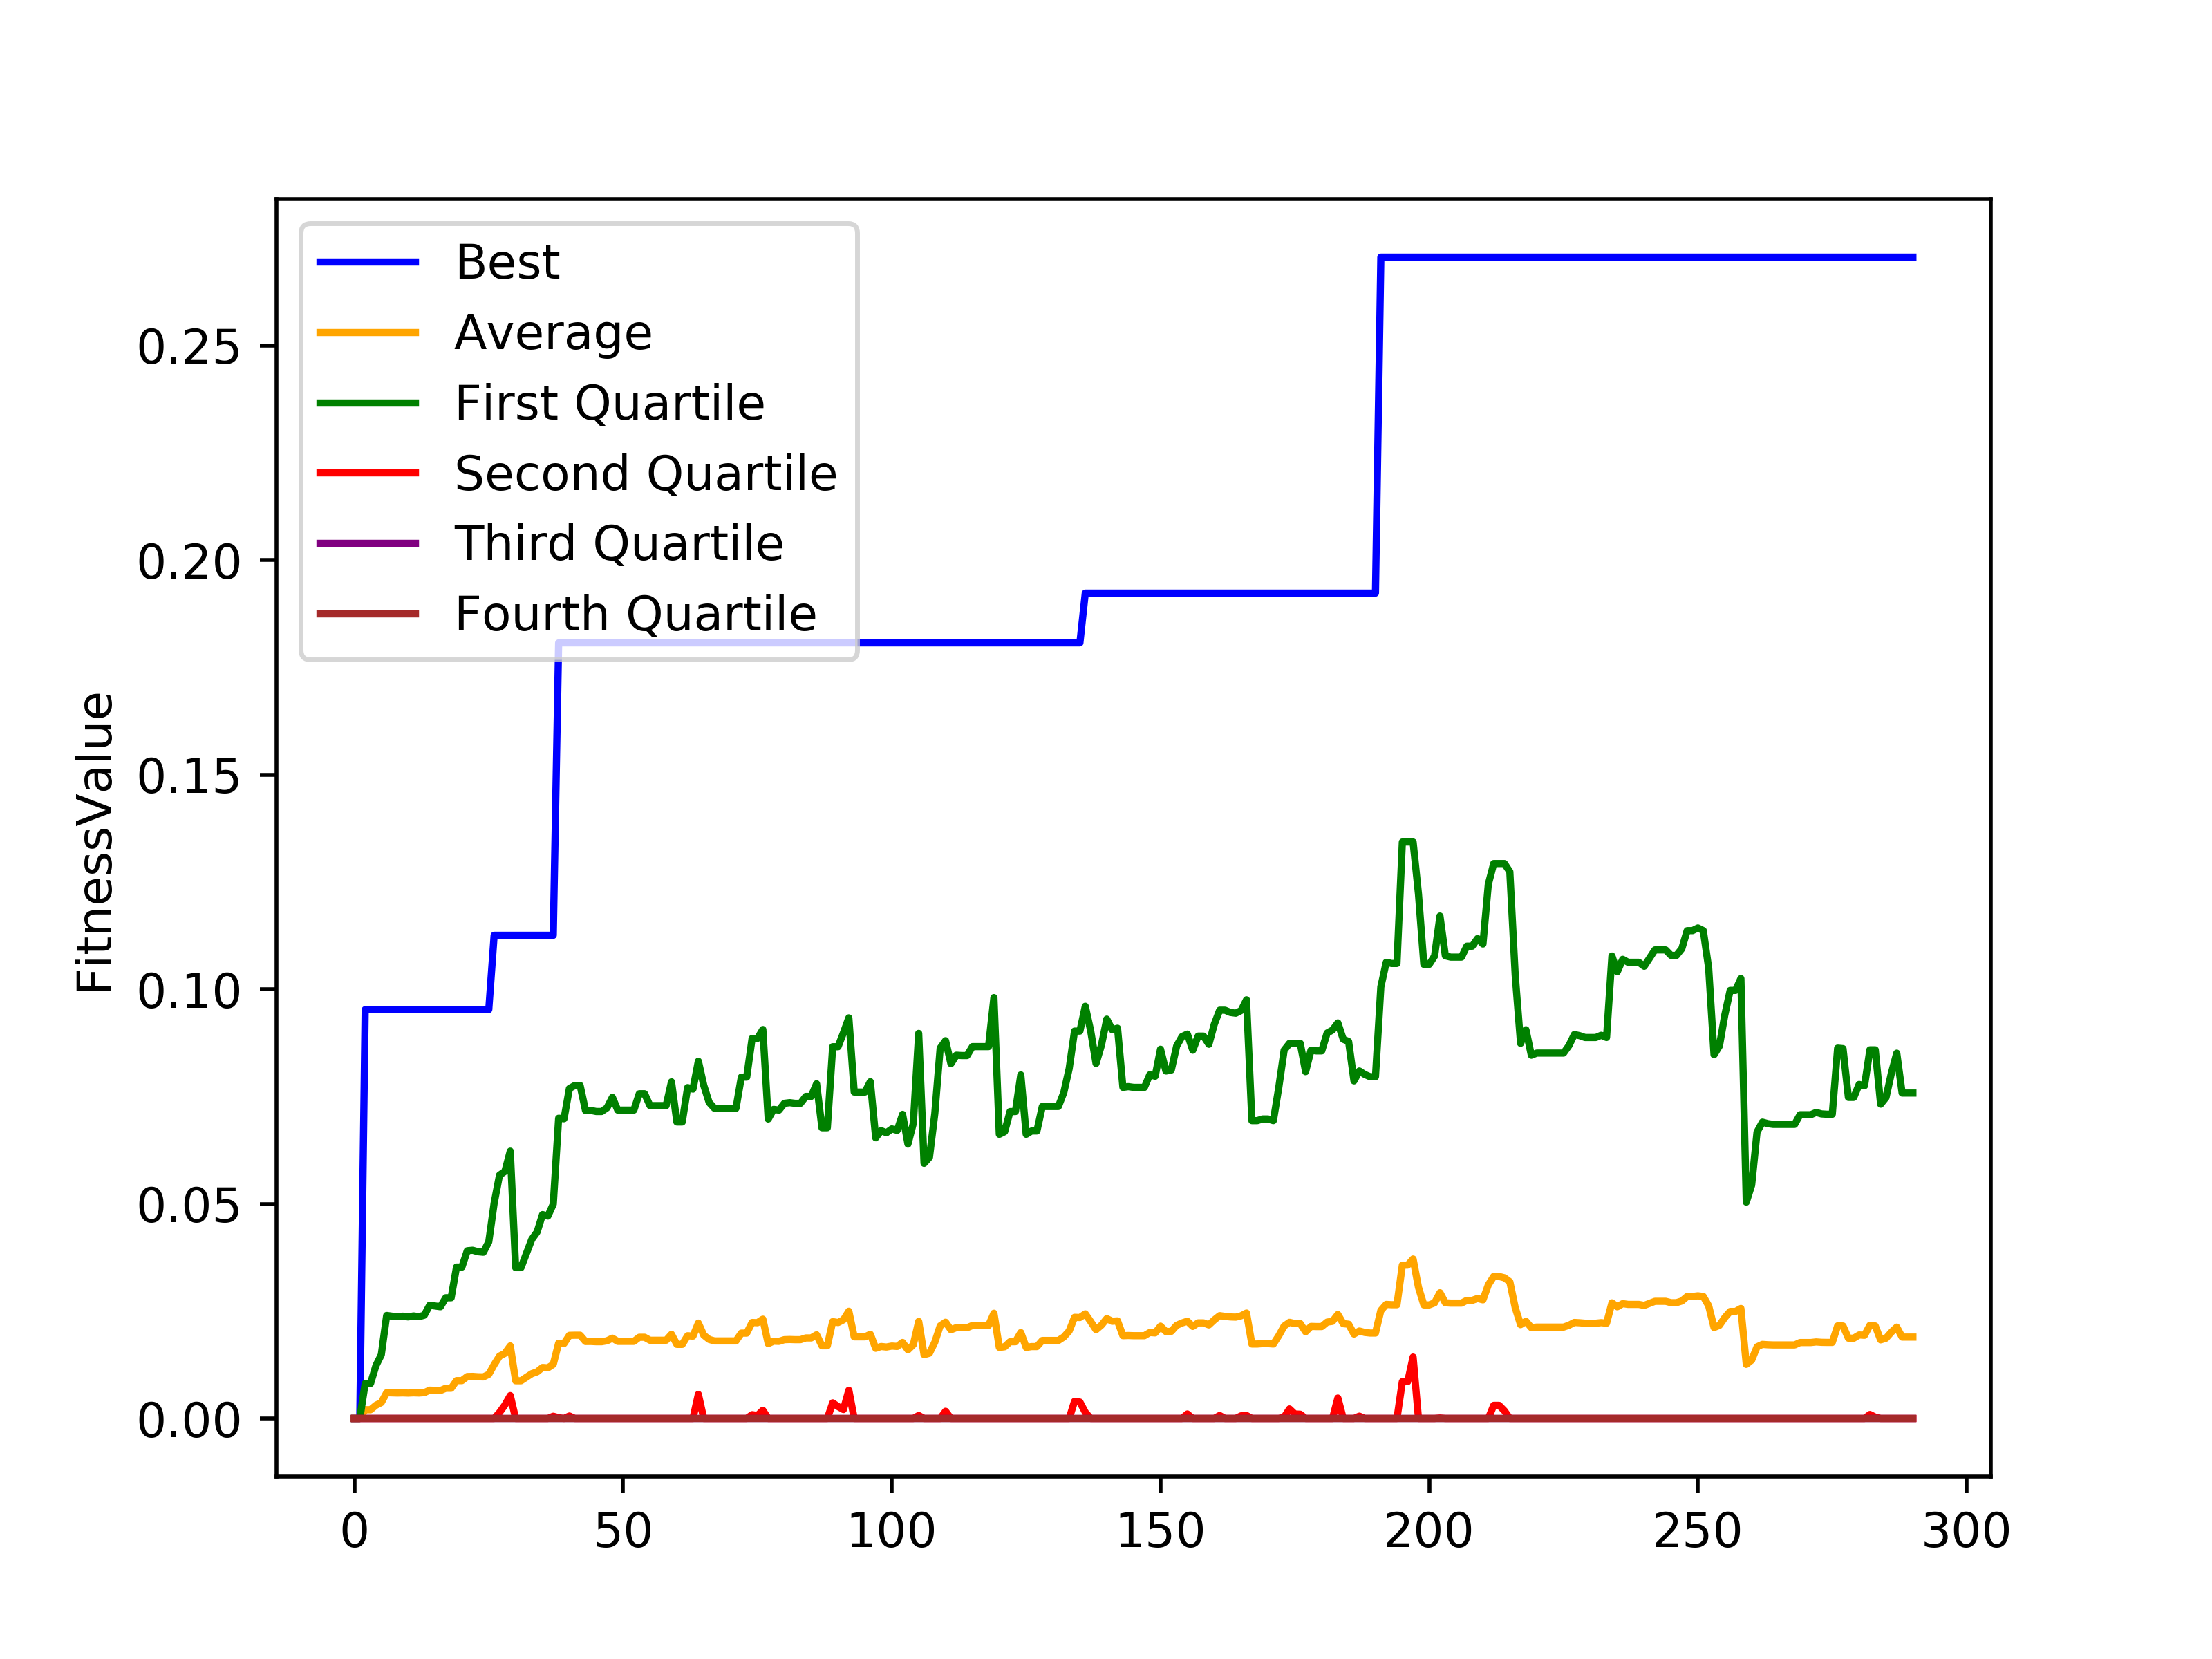 Best
Average
First Quartile
Second Quartile
Third Quartile
Fourth Quartile
FitnessValue
0.25
0.20
0.15
0.10
0.05
0.00
0 50 100 150 200 250 300